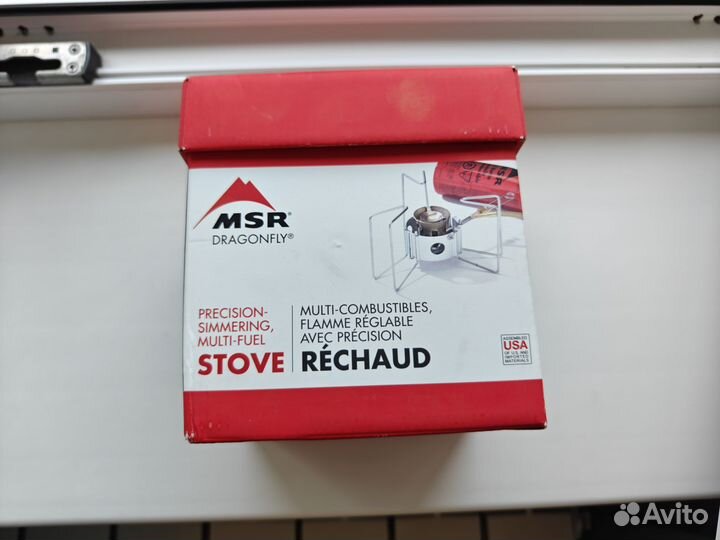 MSR
MSR®
DRAGONFLY®
PRECISION-
SIMMERING,
MULTI-FUEL
STOVE
MULTI-COMBUSTIBLES,
FLAMME RÉGLABLE
AVEC PRÉCISION
RÉCHAUD
ASSEMBLED
USA
OF U.S. AND
IMPORTED
MATERIALS
Avito